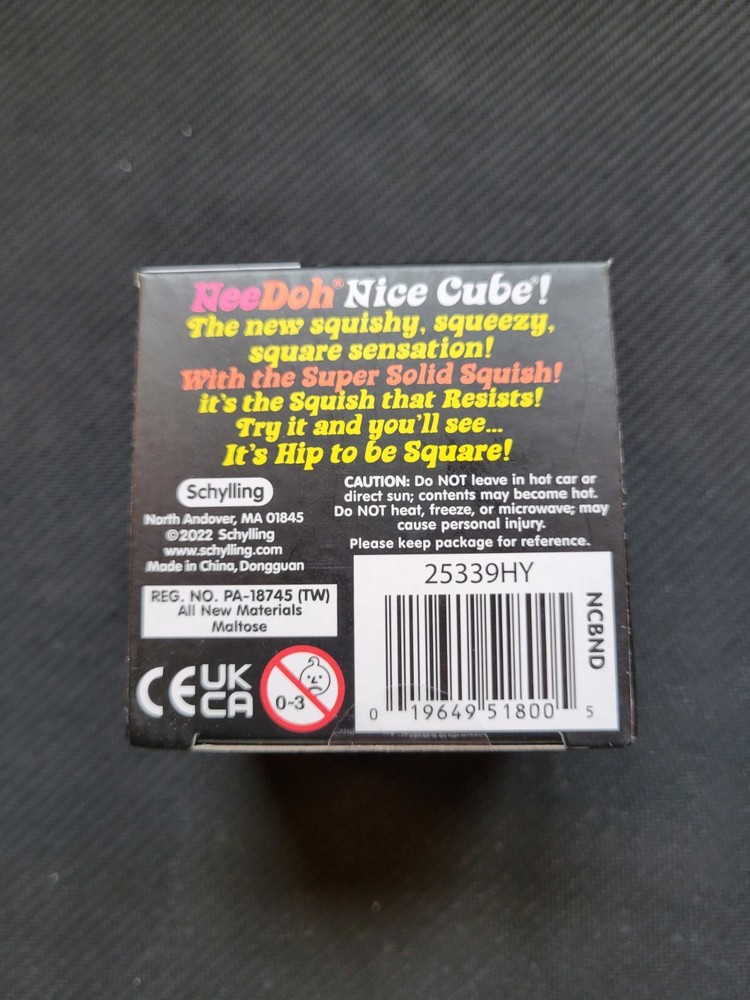 NeeDoh® Nice Cube®!
The new squishy, squeezy,
square sensation!
With the Super Solid Squish!
it's the Squish that Resists!
Try it and you'll see...
It's Hip to be Square!
Schylling
North Andover, MA 01845
©2022 Schylling
www.schylling.com
Made in China, Dongguan
CAUTION: Do NOT leave in hot car or
direct sun; contents may become hot.
Do NOT heat, freeze, or microwave; may
cause personal injury.
Please keep package for reference.
REG. NO. PA-18745 (TW)
All New Materials
Maltose
CE UK
CA
0-3
25339HY
NCBND
0 19649 51800 5